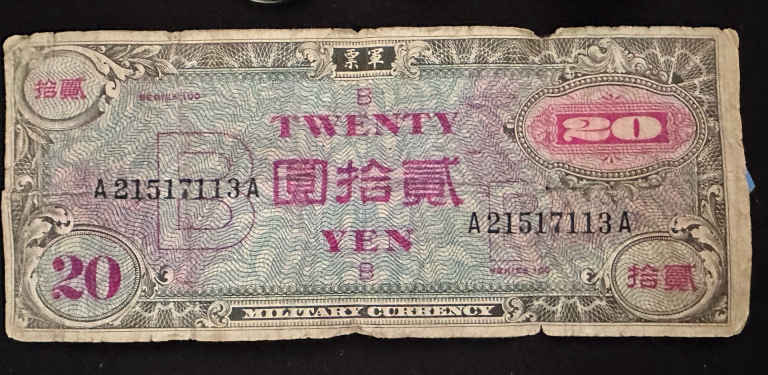 軍票
貳拾
SERIES 100
B
20
TWENTY
B
A21517113A
貳拾圓
A21517113A
YEN
20
B
SERIES 100
貳拾
MILITARY CURRENCY